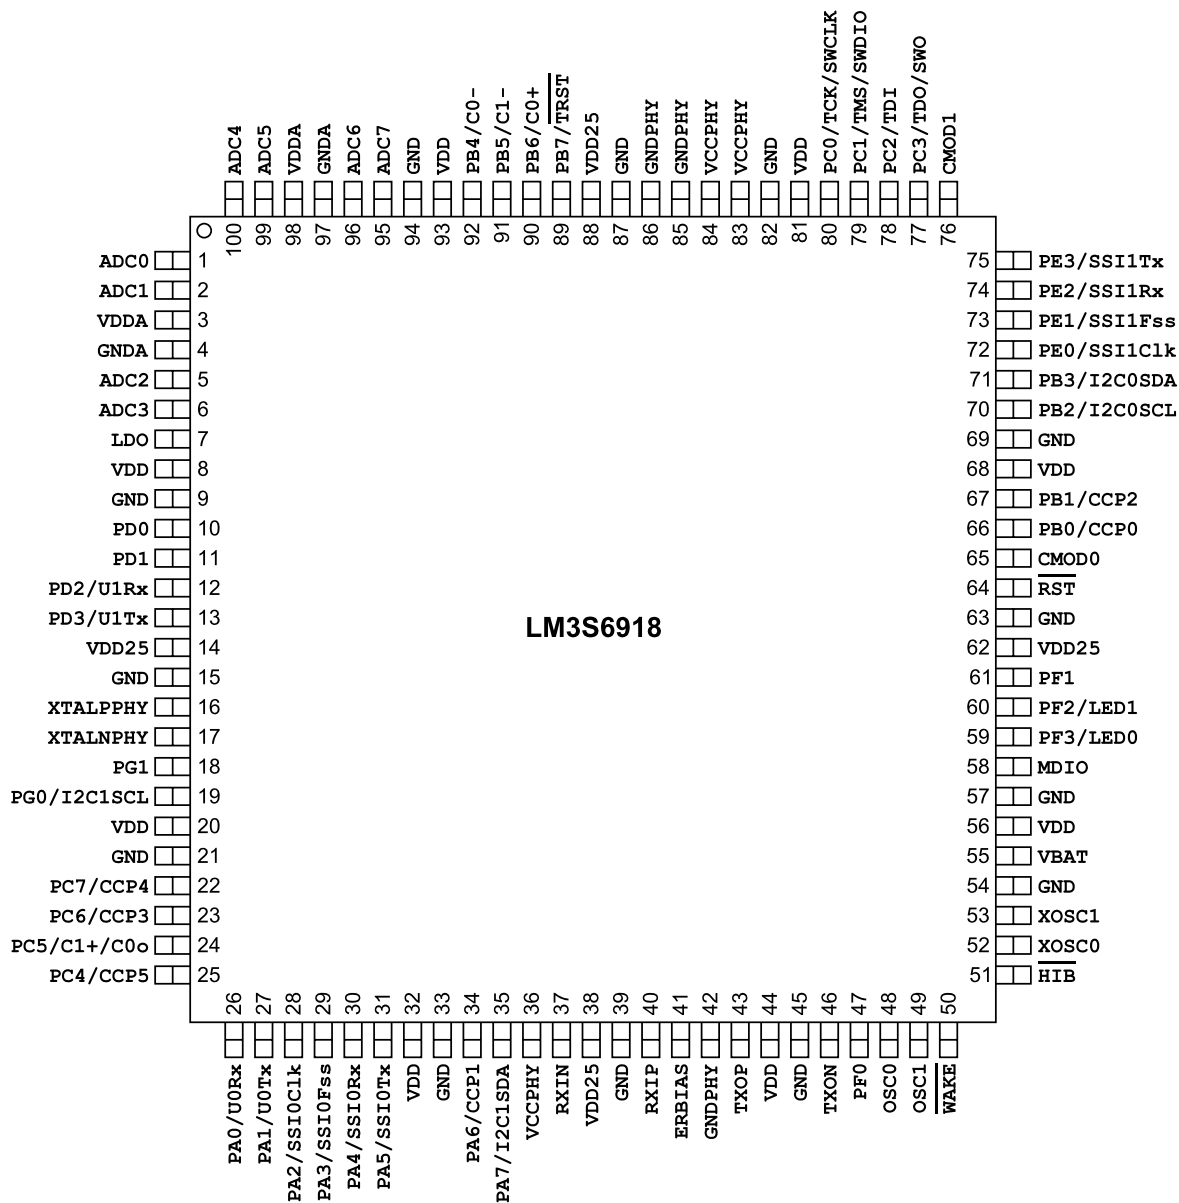 ADC4
ADC5
VDDA
GNDA
ADC6
ADC7
GND
VDD
PB4/C0-
PB5/C1-
PB6/C0+
PB7/TRST
VDD25
GND
GNDPHY
GNDPHY
VCCPHY
VCCPHY
GND
VDD
PC0/TCK/SWCLK
PC1/TMS/SWDIO
PC2/TDI
PC3/TDO/SWO
CMOD1
100
99
98
97
96
95
94
93
92
91
90
89
88
87
86
85
84
83
82
81
80
79
78
77
76
ADC0 1
ADC1 2
VDDA 3
GNDA 4
ADC2 5
ADC3 6
LDO 7
VDD 8
GND 9
PD0 10
PD1 11
PD2/U1Rx 12
PD3/U1Tx 13
VDD25 14
GND 15
XTALPPHY 16
XTALNPHY 17
PG1 18
PG0/I2C1SCL 19
VDD 20
GND 21
PC7/CCP4 22
PC6/CCP3 23
PC5/C1+/C0o 24
PC4/CCP5 25
LM3S6918
75 PE3/SSI1Tx
74 PE2/SSI1Rx
73 PE1/SSI1Fss
72 PE0/SSI1Clk
71 PB3/I2C0SDA
70 PB2/I2C0SCL
69 GND
68 VDD
67 PB1/CCP2
66 PB0/CCP0
65 CMOD0
64 RST
63 GND
62 VDD25
61 PF1
60 PF2/LED1
59 PF3/LED0
58 MDIO
57 GND
56 VDD
55 VBAT
54 GND
53 XOSC1
52 XOSC0
51 HIB
26
27
28
29
30
31
32
33
34
35
36
37
38
39
40
41
42
43
44
45
46
47
48
49
50
PA0/U0Rx
PA1/U0Tx
PA2/SSI0Clk
PA3/SSI0Fss
PA4/SSI0Rx
PA5/SSI0Tx
VDD
GND
PA6/CCP1
PA7/I2C1SDA
VCCPHY
RXIN
VDD25
GND
RXIP
ERBIAS
GNDPHY
TXOP
VDD
GND
TXON
PF0
OSC0
OSC1
WAKE